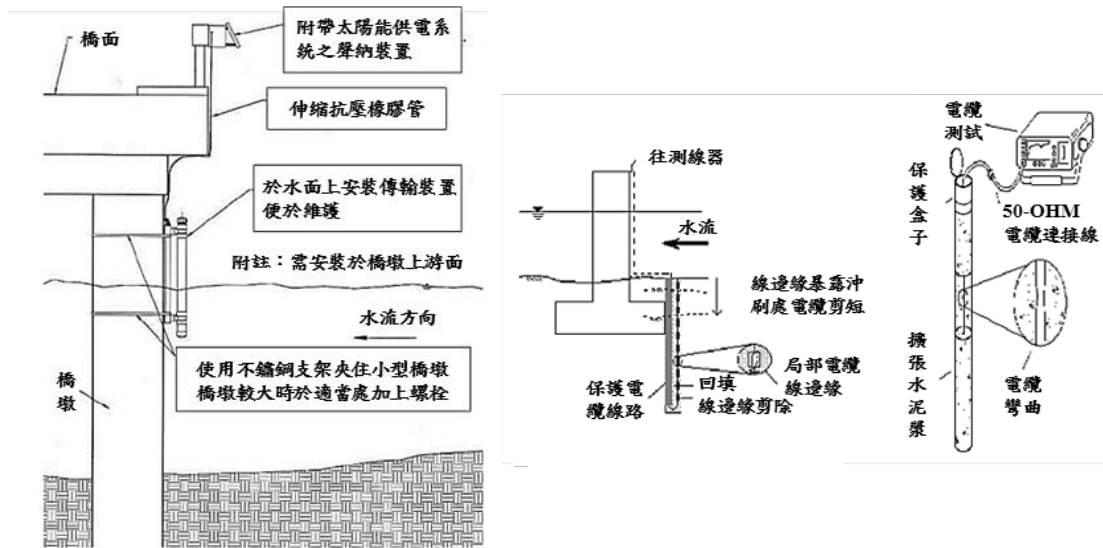 橋面
附帶太陽能供電系
統之聲納裝置
伸縮抗壓橡膠管
於水面上安裝傳輸裝置
便於維護
附註：需安裝於橋墩上游面
水流方向
使用不鏽鋼支架夾住小型橋墩
橋墩較大時於適當處加上螺栓
橋
墩
往測線器
水流
線邊緣暴露沖
刷處電纜剪短
局部電纜
線邊緣
保護電
纜線路
回填
線邊緣剪除
電纜
測試
保
護
盒
子
50-OHM
電纜連接線
擴
張
水
泥
漿
電纜
彎曲